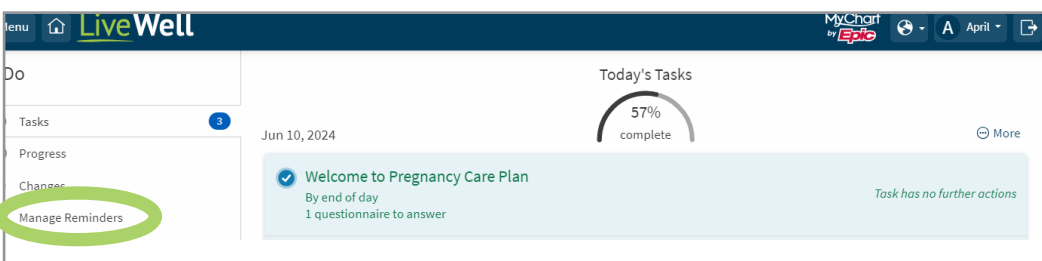 lenu LiveWell MyChart by Epic A April
Do
Today's Tasks
57%
complete
Tasks 3
Jun 10, 2024 More
Progress
Changes
Manage Reminders
Welcome to Pregnancy Care Plan
By end of day
1 questionnaire to answer
Task has no further actions